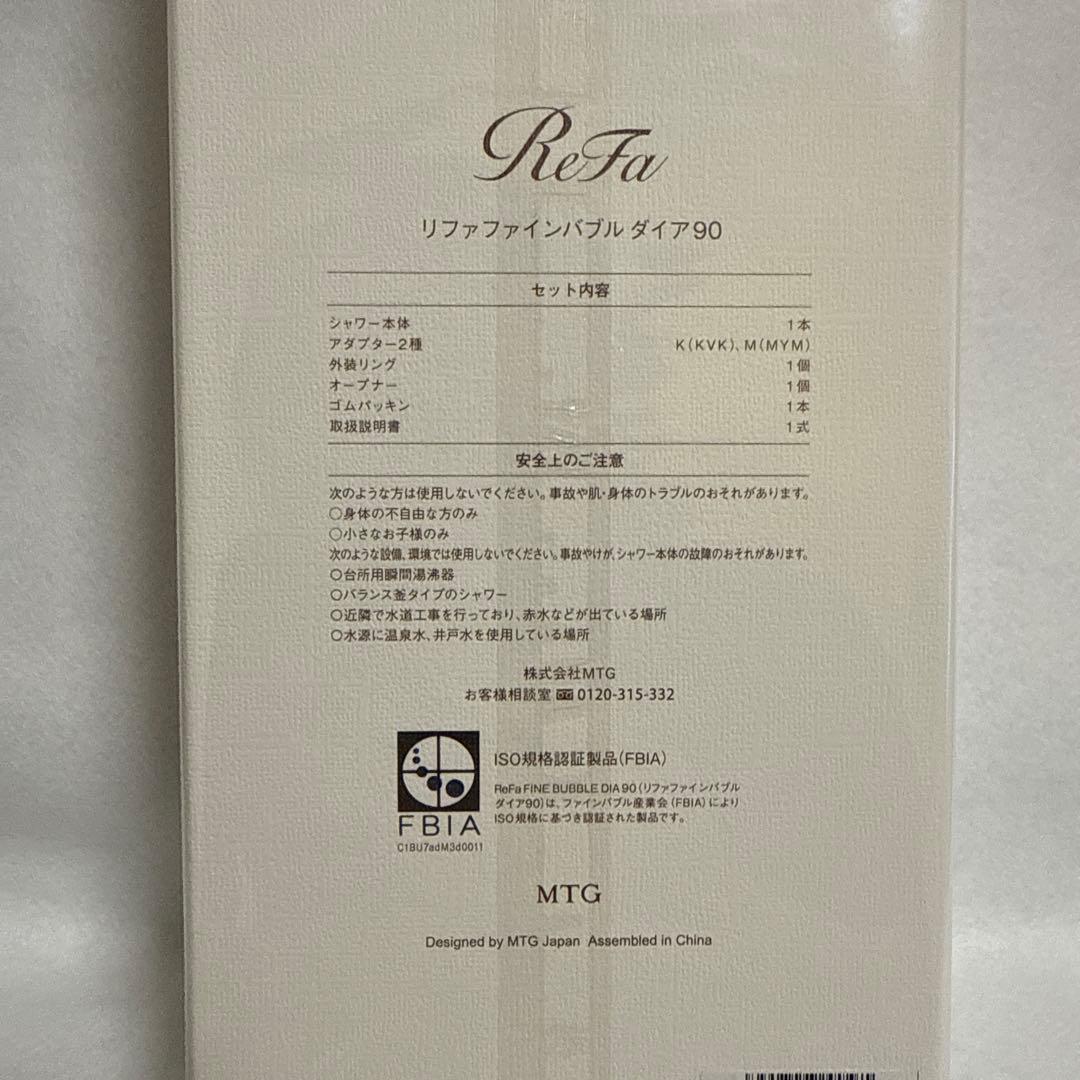 ReFa
リファファインバブル ダイア90
セット内容
シャワー本体 1本
アダプター2種 K(KVK)、M(MYM)
外装リング 1個
オープナー 1個
ゴムパッキン 1本
取扱説明書 1式
安全上のご注意
次のような方は使用しないでください。事故や肌・身体のトラブルのおそれがあります。
○身体の不自由な方のみ
○小さなお子様のみ
次のような設備、環境では使用しないでください。事故やけが、シャワー本体の故障のおそれがあります。
○台所用瞬間湯沸器
○バランス釜タイプのシャワー
○近隣で水道工事を行っており、赤水などが出ている場所
○水源に温泉水、井戸水を使用している場所
株式会社MTG
お客様相談室 0120-315-332
ISO規格認証製品(FBIA)
ReFa FINE BUBBLE DIA 90(リファファインバブル
ダイア90)は、ファインバブル産業会(FBIA)により
ISO規格に基づき認証された製品です。
FBIA
C1BU7adM3d0011
MTG
Designed by MTG Japan Assembled in China